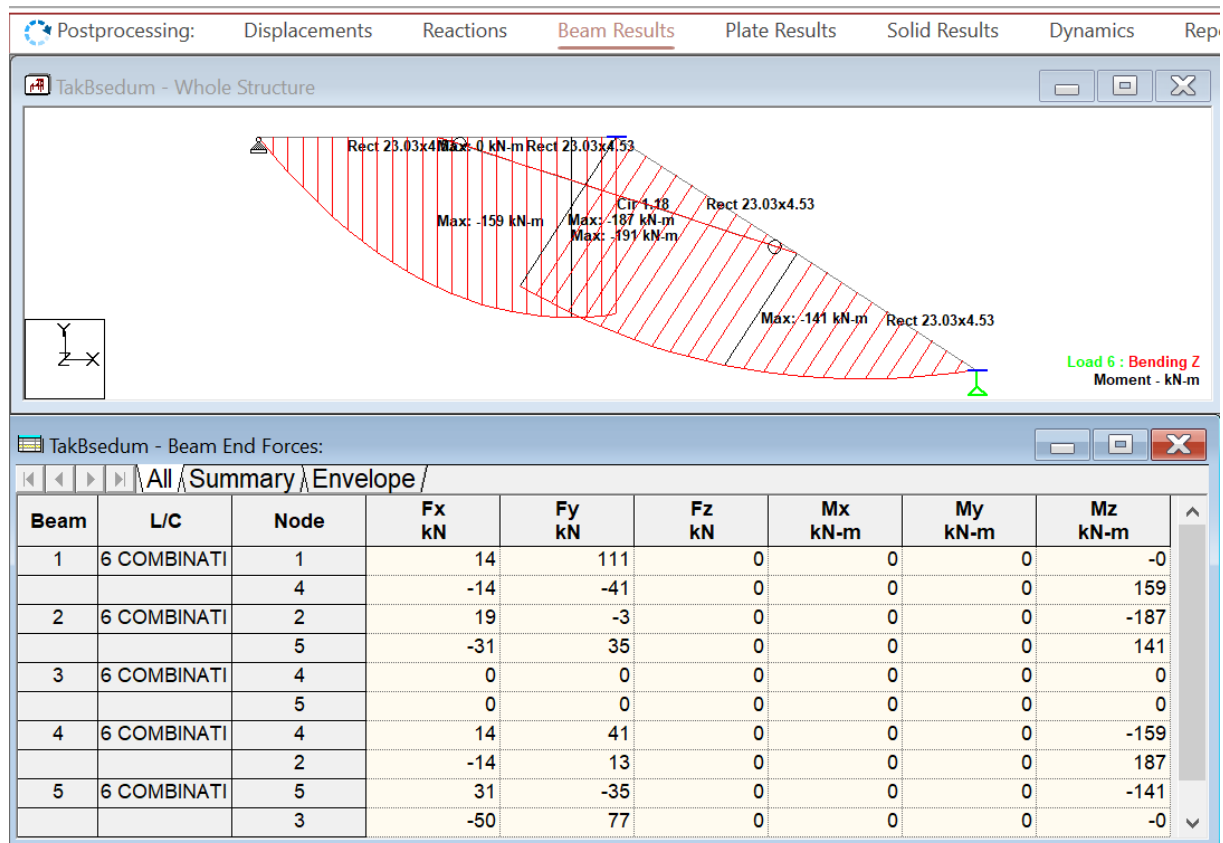 Postprocessing: Displacements Reactions Beam Results Plate Results Solid Results Dynamics Rep
TakBsedum - Whole Structure
Rect 23.03x4 Max: 0 kN-m Rect 23.03x4.53
Cir 1.18 Rect 23.03x4.53
Max: -159 kN-m Max: -187 kN-m
Max: -191 kN-m
Max: -141 kN-m Rect 23.03x4.53
Y
Z X
Load 6 : Bending Z
Moment - kN-m
TakBsedum - Beam End Forces:
All Summary Envelope
Beam L/C Node Fx kN Fy kN Fz kN Mx kN-m My kN-m Mz kN-m
1 6 COMBINATI 1 14 111 0 0 0 -0
4 -14 -41 0 0 0 159
2 6 COMBINATI 2 19 -3 0 0 0 -187
5 -31 35 0 0 0 141
3 6 COMBINATI 4 0 0 0 0 0 0
5 0 0 0 0 0 0
4 6 COMBINATI 4 14 41 0 0 0 -159
2 -14 13 0 0 0 187
5 6 COMBINATI 5 31 -35 0 0 0 -141
3 -50 77 0 0 0 -0